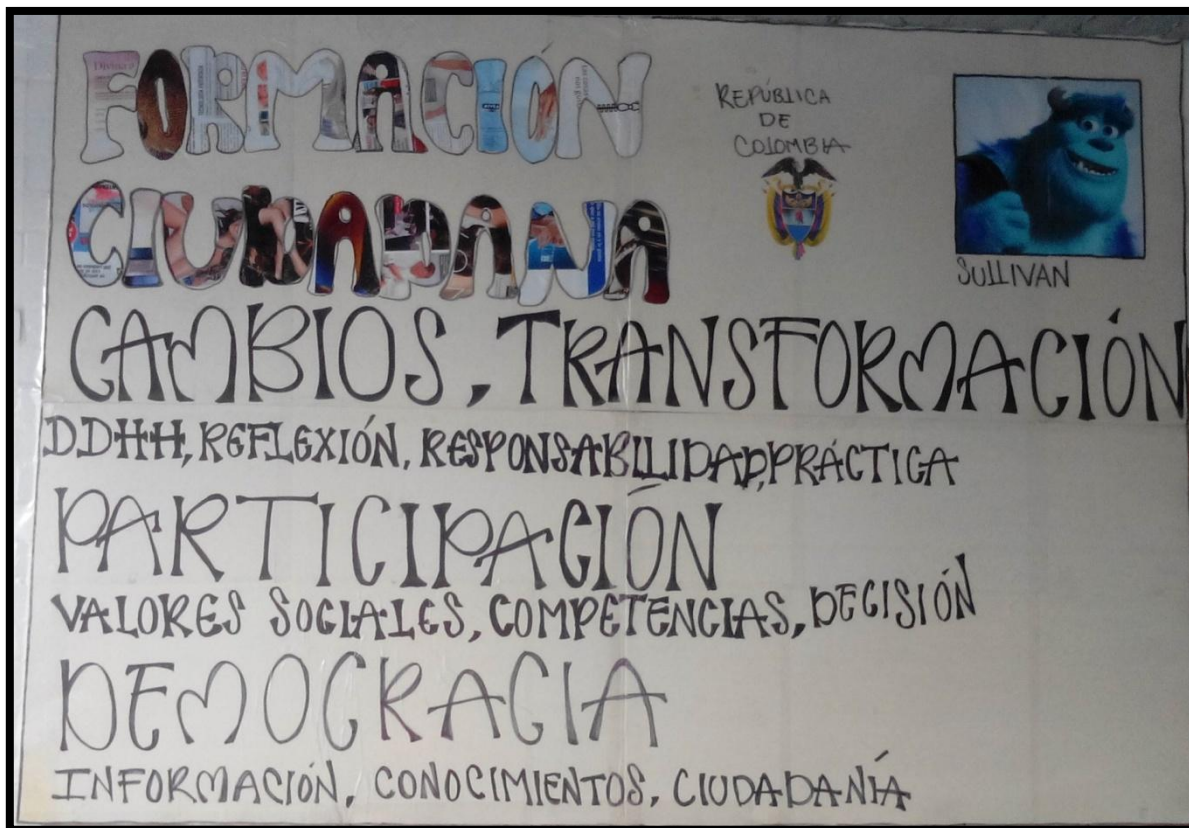 FORMACIÓN
CIUDADANA
REPÚBLICA
DE
COLOMBIA
SULLIVAN
CAMBIOS, TRANSFORMACIÓN
DDHH, REFLEXIÓN, RESPONSABILIDAD, PRÁCTICA
PARTICIPACIÓN
VALORES SOCIALES, COMPETENCIAS, DECISIÓN
DEMOCRACIA
INFORMACIÓN, CONOCIMIENTOS, CIUDADANÍA